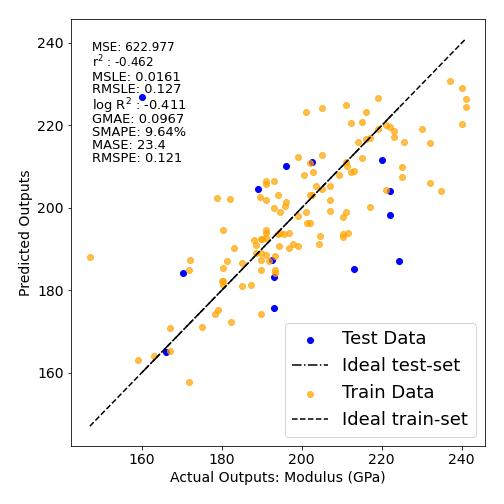 MSE: 622.977
r² : -0.462
MSLE: 0.0161
RMSLE: 0.127
log R² : -0.411
GMAE: 0.0967
SMAPE: 9.64%
MASE: 23.4
RMSPE: 0.121
240
220
200
180
160
Predicted Outputs
Test Data
Ideal test-set
Train Data
Ideal train-set
160 180 200 220 240
Actual Outputs: Modulus (GPa)